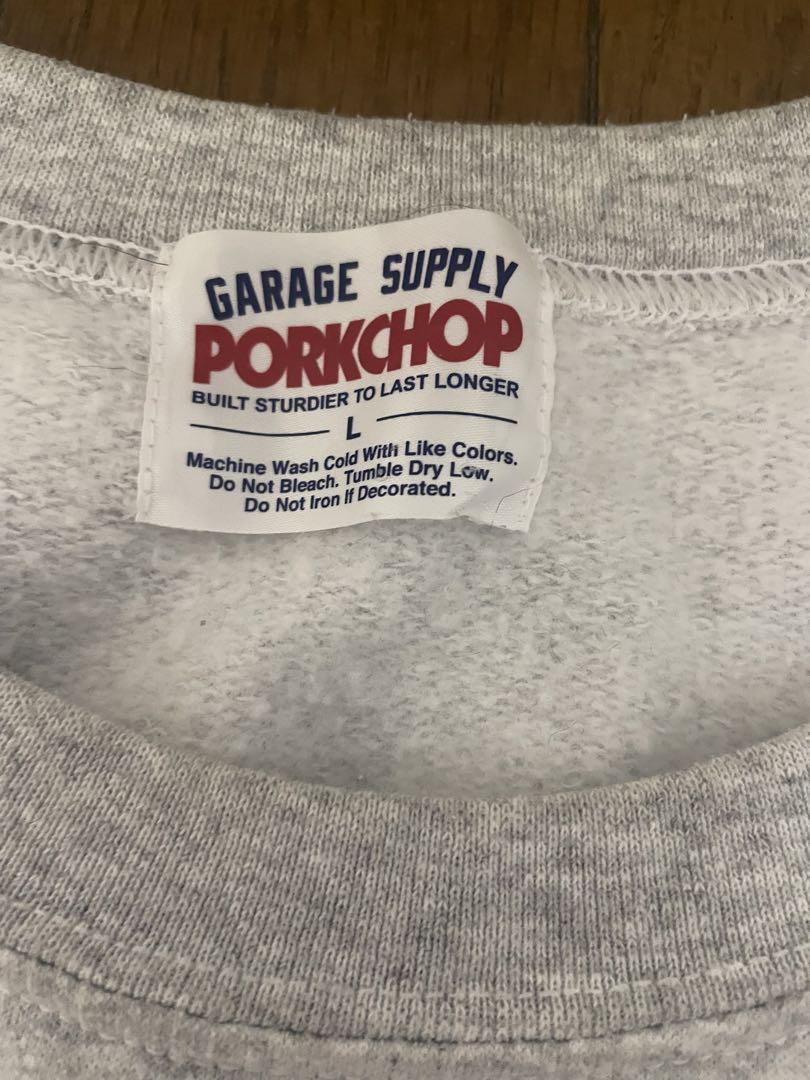 GARAGE SUPPLY
PORKCHOP
BUILT STURDIER TO LAST LONGER
L
Machine Wash Cold With Like Colors.
Do Not Bleach. Tumble Dry Low.
Do Not Iron If Decorated.